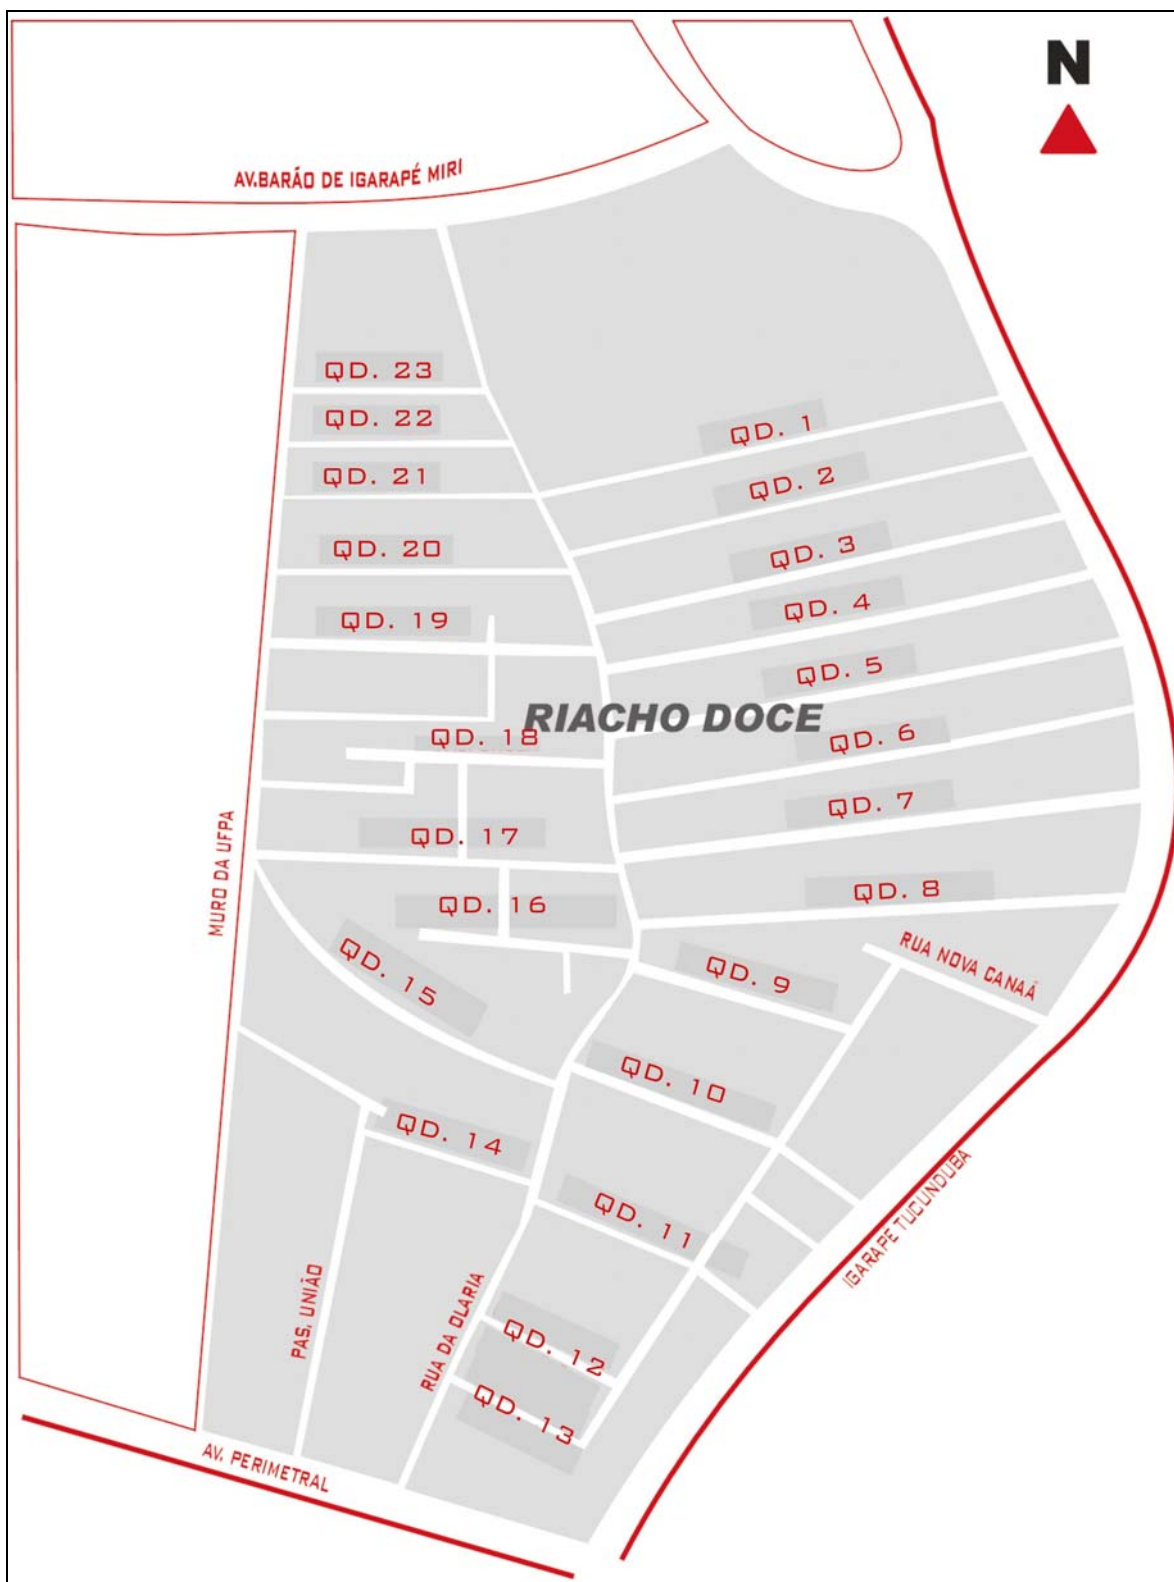 N
AV.BARÃO DE IGARAPÉ MIRI
QD. 23
QD. 22
QD. 21
QD. 20
QD. 19
QD. 18
QD. 17
QD. 16
QD. 15
QD. 14
QD. 1
QD. 2
QD. 3
QD. 4
QD. 5
QD. 6
QD. 7
QD. 8
QD. 9
QD. 10
QD. 11
QD. 12
QD. 13
RIACHO DOCE
MURO DA UFPA
RUA NOVA CANAÃ
IGARAPE TUCUNDUBA
PAS. UNIÃO
RUA DA OLARIA
AV. PERIMETRAL